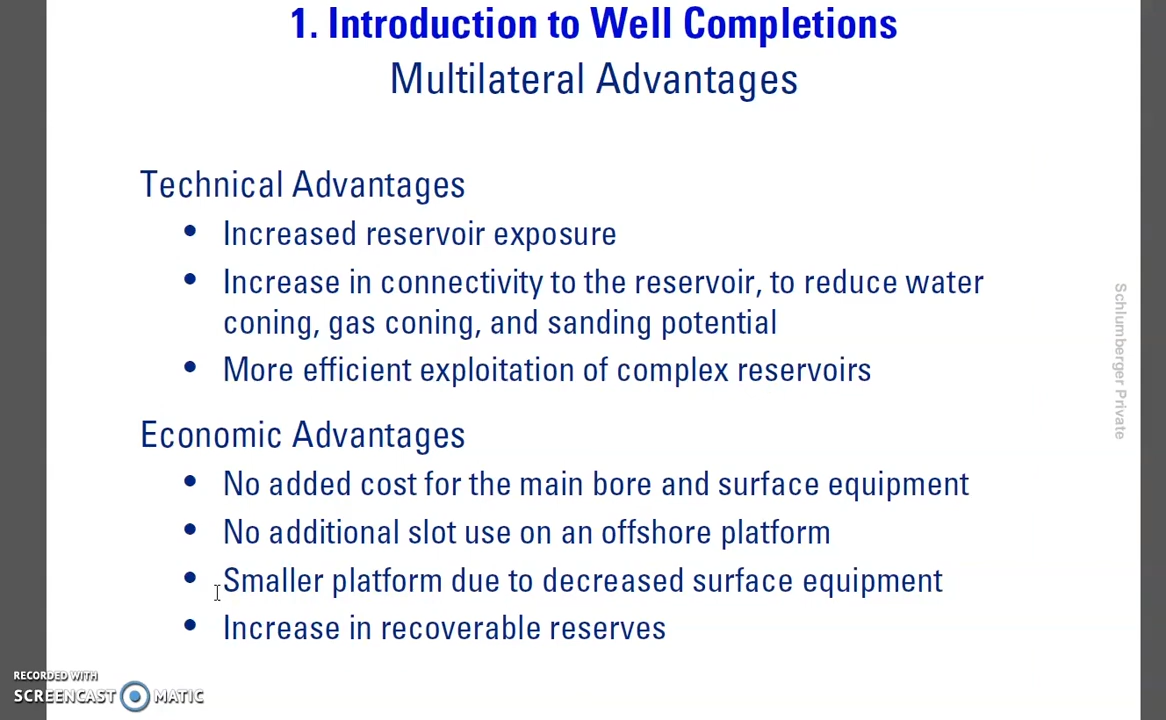 1. Introduction to Well Completions
Multilateral Advantages
Technical Advantages
• Increased reservoir exposure
• Increase in connectivity to the reservoir, to reduce water
coning, gas coning, and sanding potential
• More efficient exploitation of complex reservoirs
Economic Advantages
• No added cost for the main bore and surface equipment
• No additional slot use on an offshore platform
• Smaller platform due to decreased surface equipment
• Increase in recoverable reserves
Schlumberger Private
RECORDED WITH
SCREENCAST MATIC